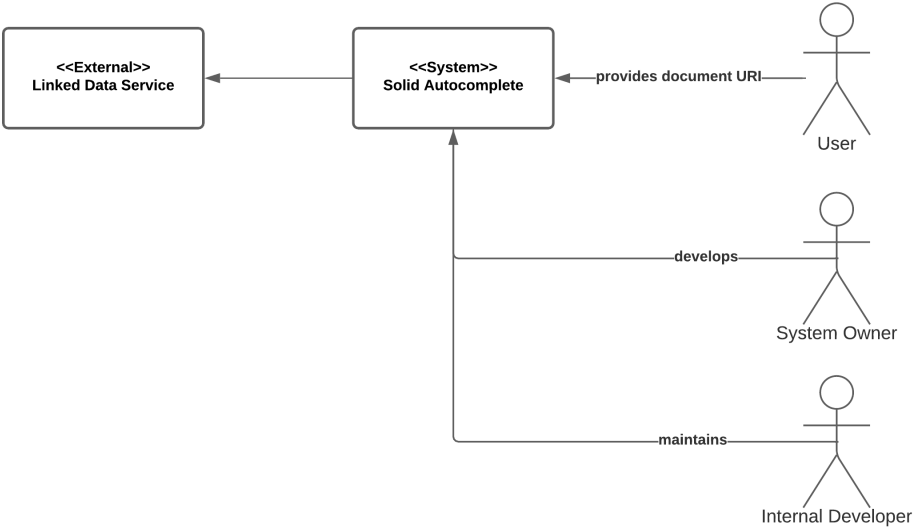 <<External>>
Linked Data Service
<<System>>
Solid Autocomplete
provides document URI
User
develops
System Owner
maintains
Internal Developer